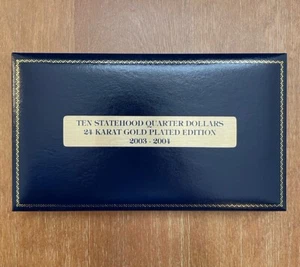 TEN STATEHOOD QUARTER DOLLARS
24 KARAT GOLD PLATED EDITION
2003 - 2004